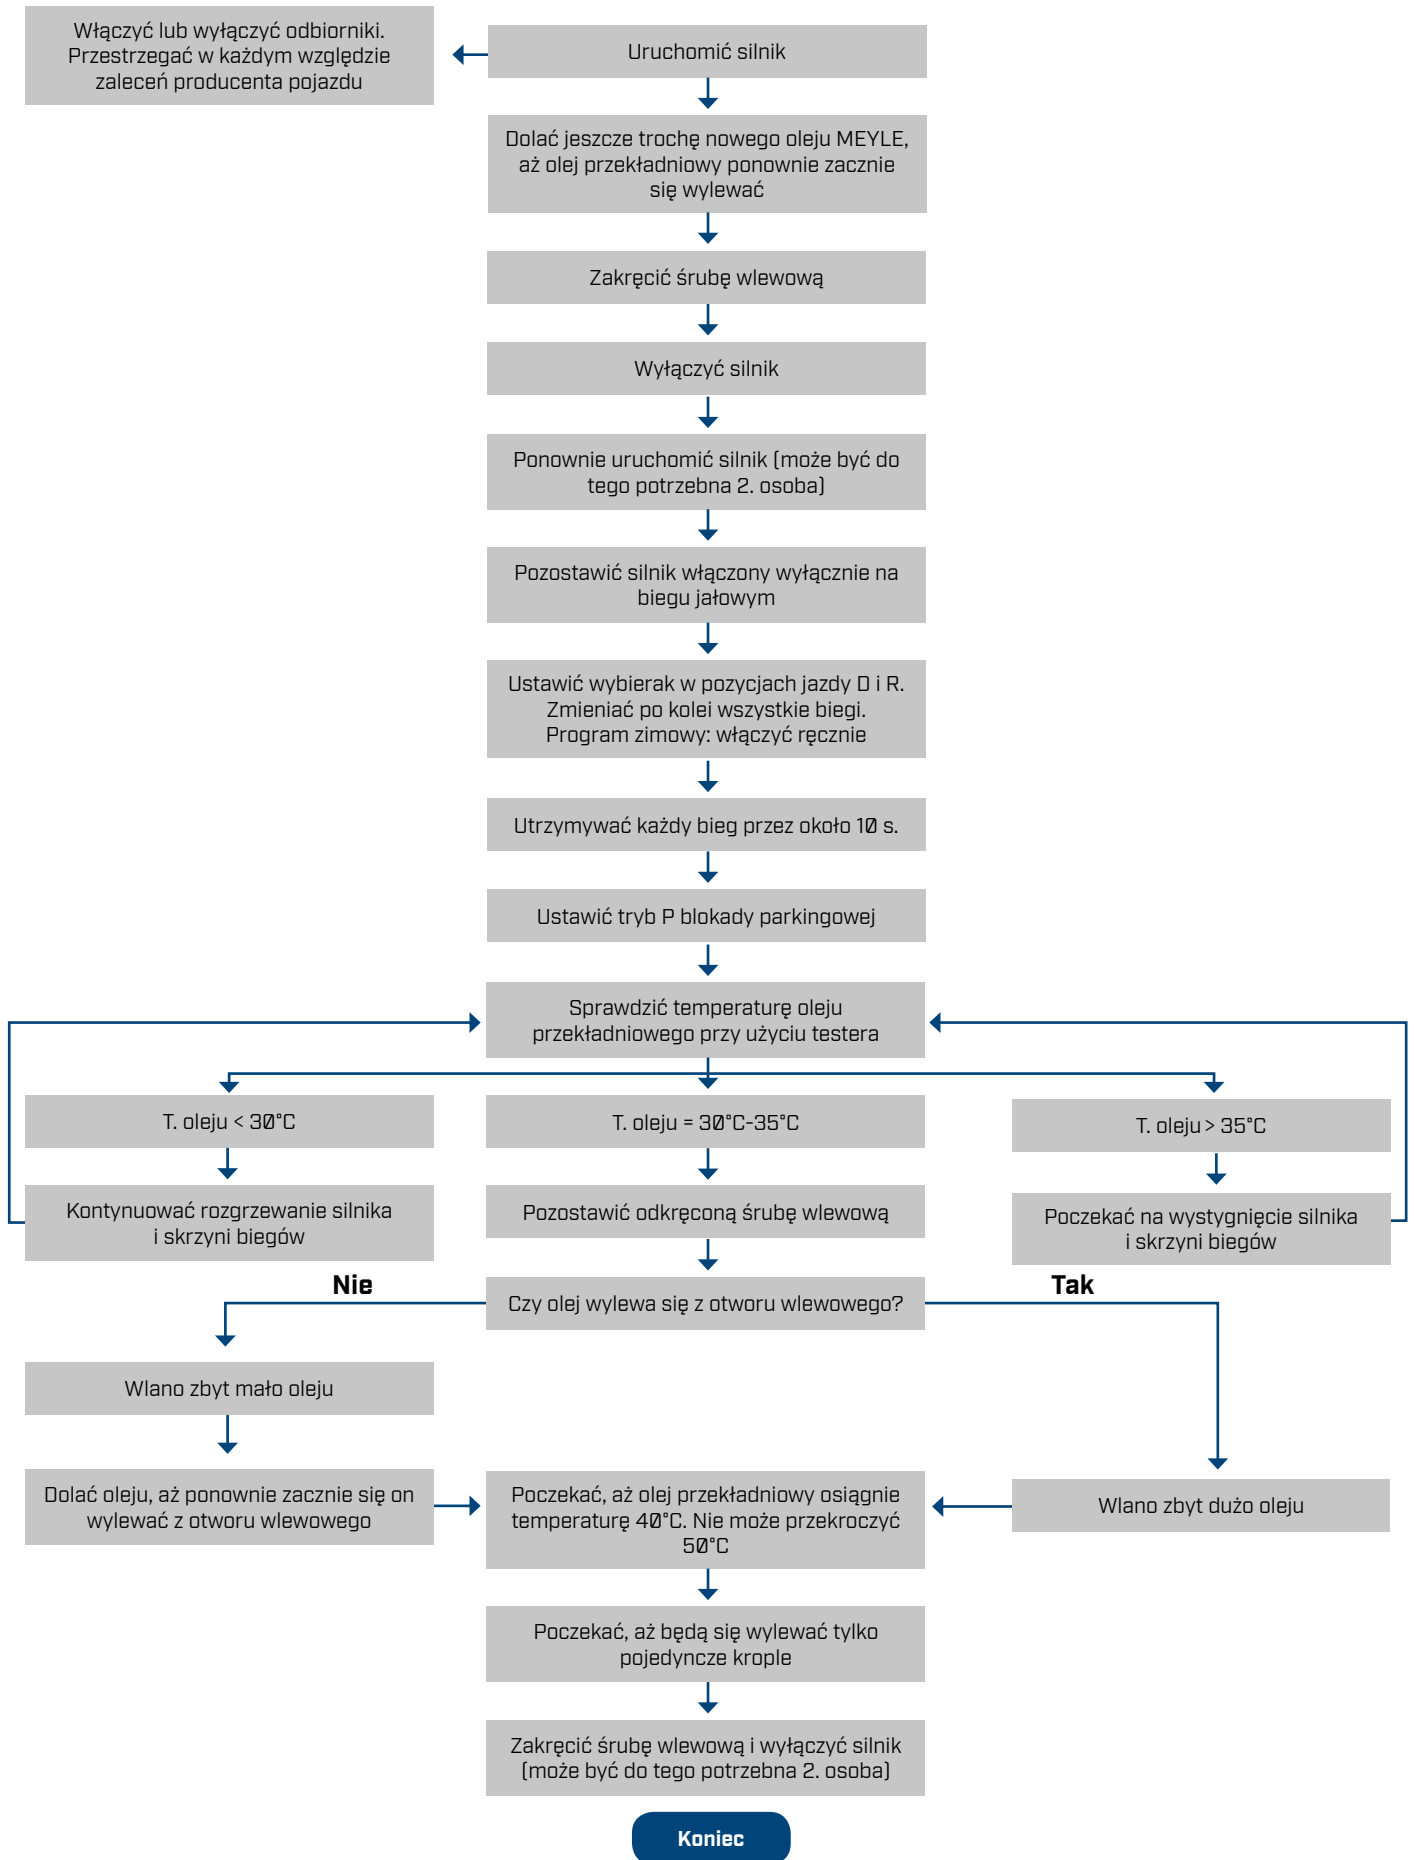 Włączyć lub wyłączyć odbiorniki.
Przestrzegać w każdym względzie
zaleceń producenta pojazdu
Uruchomić silnik
Dolać jeszcze trochę nowego oleju MEYLE,
aż olej przekładniowy ponownie zacznie
się wylewać
Zakręcić śrubę wlewową
Wyłączyć silnik
Ponownie uruchomić silnik (może być do
tego potrzebna 2. osoba)
Pozostawić silnik włączony wyłącznie na
biegu jałowym
Ustawić wybierak w pozycjach jazdy D i R.
Zmieniać po kolei wszystkie biegi.
Program zimowy: włączyć ręcznie
Utrzymywać każdy bieg przez około 10 s.
Ustawić tryb P blokady parkingowej
Sprawdzić temperaturę oleju
przekładniowego przy użyciu testera
T. oleju < 30°C
T. oleju = 30°C-35°C
T. oleju > 35°C
Kontynuować rozgrzewanie silnika
i skrzyni biegów
Pozostawić odkręconą śrubę wlewową
Poczekać na wystygnięcie silnika
i skrzyni biegów
Nie
Czy olej wylewa się z otworu wlewowego?
Tak
Wlano zbyt mało oleju
Dolać oleju, aż ponownie zacznie się on
wylewać z otworu wlewowego
Poczekać, aż olej przekładniowy osiągnie
temperaturę 40°C. Nie może przekroczyć
50°C
Wlano zbyt dużo oleju
Poczekać, aż będą się wylewać tylko
pojedyncze krople
Zakręcić śrubę wlewową i wyłączyć silnik
(może być do tego potrzebna 2. osoba)
Koniec